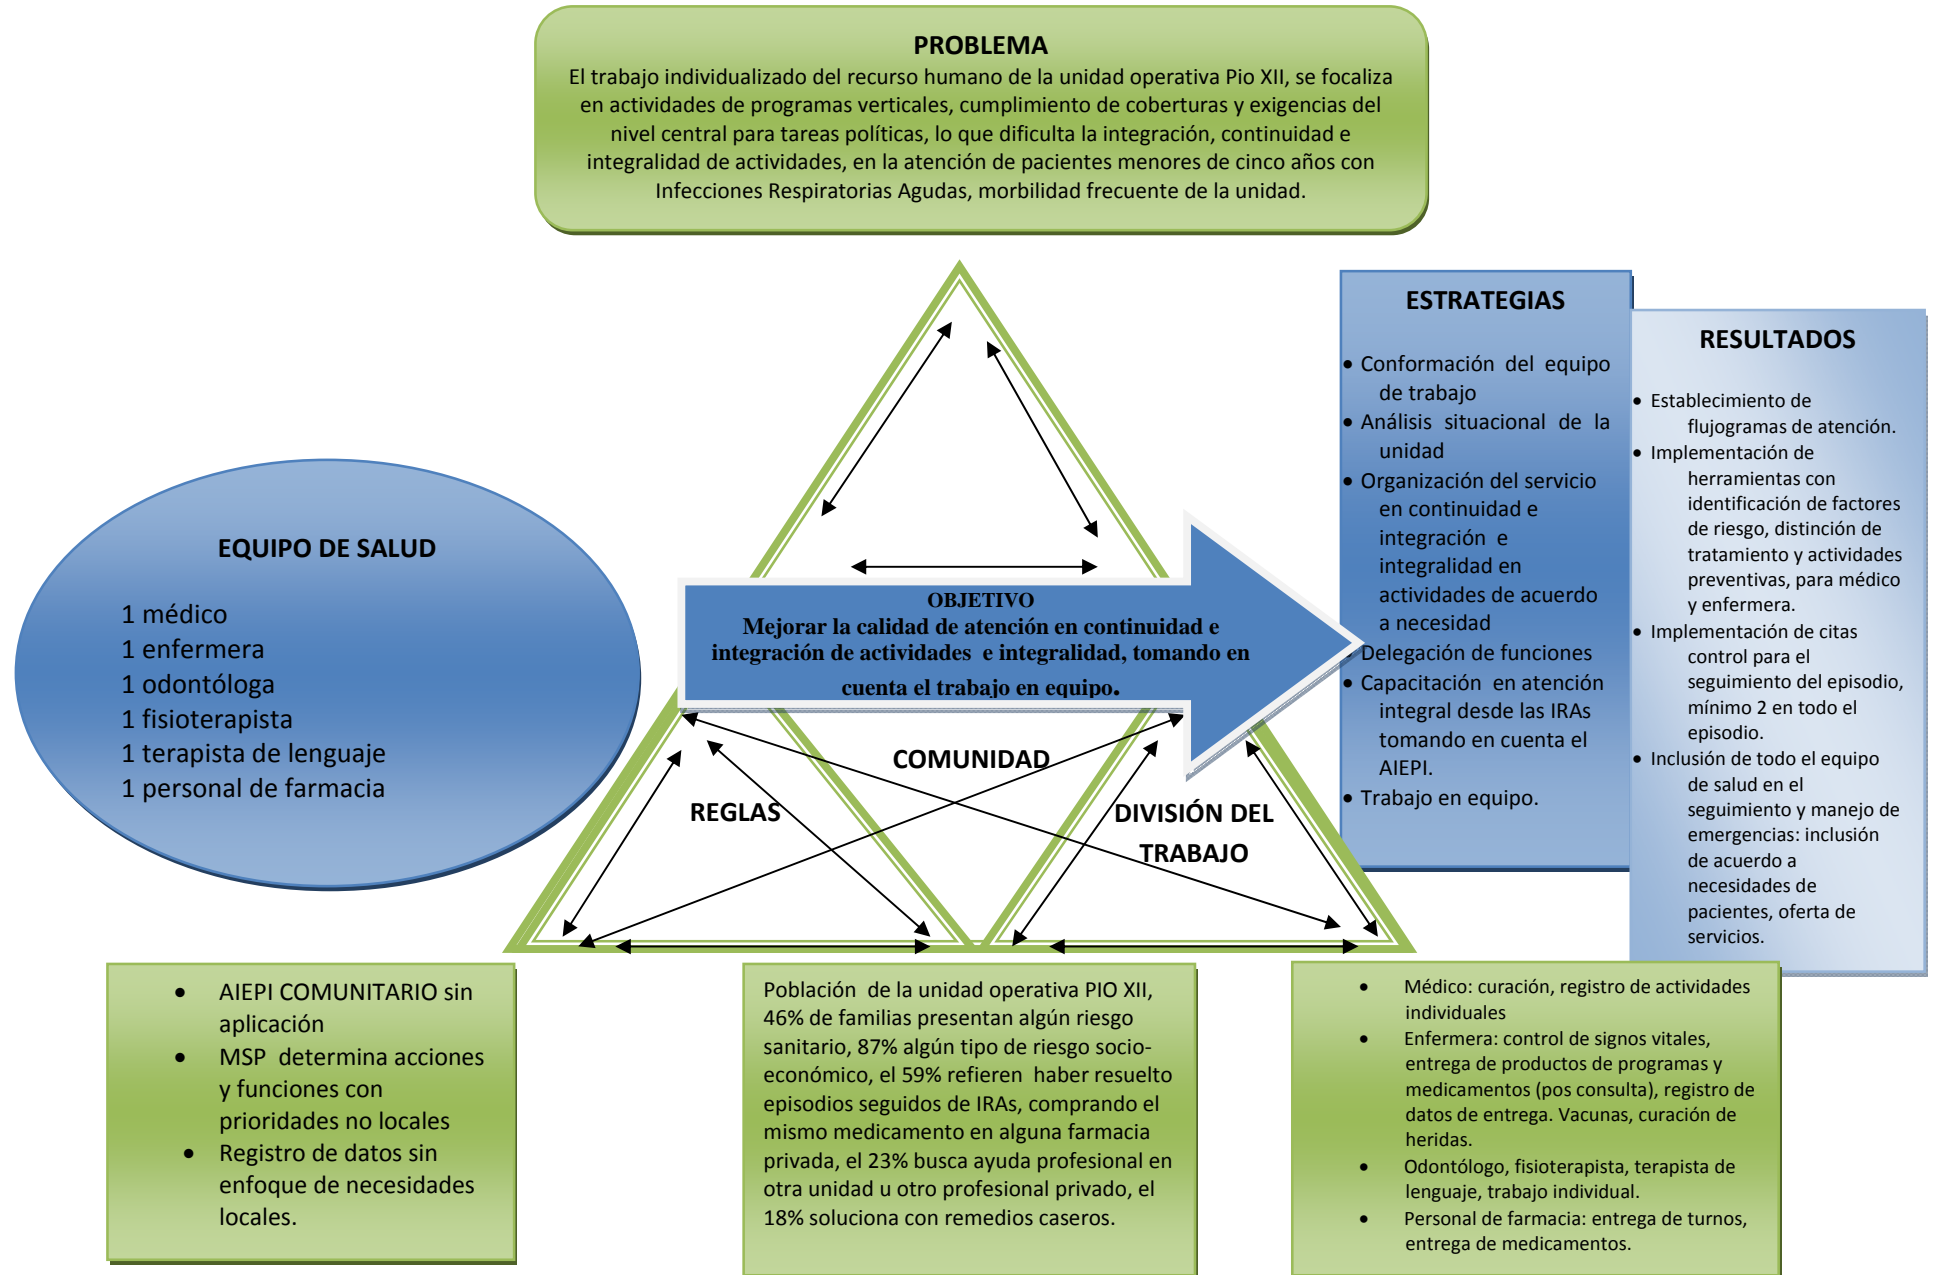 PROBLEMA
El trabajo individualizado del recurso humano de la unidad operativa Pio XII, se focaliza
en actividades de programas verticales, cumplimiento de coberturas y exigencias del
nivel central para tareas políticas, lo que dificulta la integración, continuidad e
integralidad de actividades, en la atención de pacientes menores de cinco años con
Infecciones Respiratorias Agudas, morbilidad frecuente de la unidad.
EQUIPO DE SALUD
1 médico
1 enfermera
1 odontóloga
1 fisioterapista
1 terapista de lenguaje
1 personal de farmacia
OBJETIVO
Mejorar la calidad de atención en continuidad e
integración de actividades e integralidad, tomando en
cuenta el trabajo en equipo.
COMUNIDAD
REGLAS
DIVISIÓN DEL
TRABAJO
ESTRATEGIAS
• Conformación del equipo
de trabajo
• Análisis situacional de la
unidad
• Organización del servicio
en continuidad e
integración e
integralidad en
actividades de acuerdo
a necesidad
• Delegación de funciones
• Capacitación en atención
integral desde las IRAs
tomando en cuenta el
AIEPI.
• Trabajo en equipo.
RESULTADOS
• Establecimiento de
flujogramas de atención.
• Implementación de
herramientas con
identificación de factores
de riesgo, distinción de
tratamiento y actividades
preventivas, para médico
y enfermera.
• Implementación de citas
control para el
seguimiento del episodio,
mínimo 2 en todo el
episodio.
• Inclusión de todo el equipo
de salud en el
seguimiento y manejo de
emergencias: inclusión
de acuerdo a
necesidades de
pacientes, oferta de
servicios.
• AIEPI COMUNITARIO sin
aplicación
• MSP determina acciones
y funciones con
prioridades no locales
• Registro de datos sin
enfoque de necesidades
locales.
Población de la unidad operativa PIO XII,
46% de familias presentan algún riesgo
sanitario, 87% algún tipo de riesgo socio-
económico, el 59% refieren haber resuelto
episodios seguidos de IRAs, comprando el
mismo medicamento en alguna farmacia
privada, el 23% busca ayuda profesional en
otra unidad u otro profesional privado, el
18% soluciona con remedios caseros.
• Médico: curación, registro de actividades
individuales
• Enfermera: control de signos vitales,
entrega de productos de programas y
medicamentos (pos consulta), registro de
datos de entrega. Vacunas, curación de
heridas.
• Odontólogo, fisioterapista, terapista de
lenguaje, trabajo individual.
• Personal de farmacia: entrega de turnos,
entrega de medicamentos.